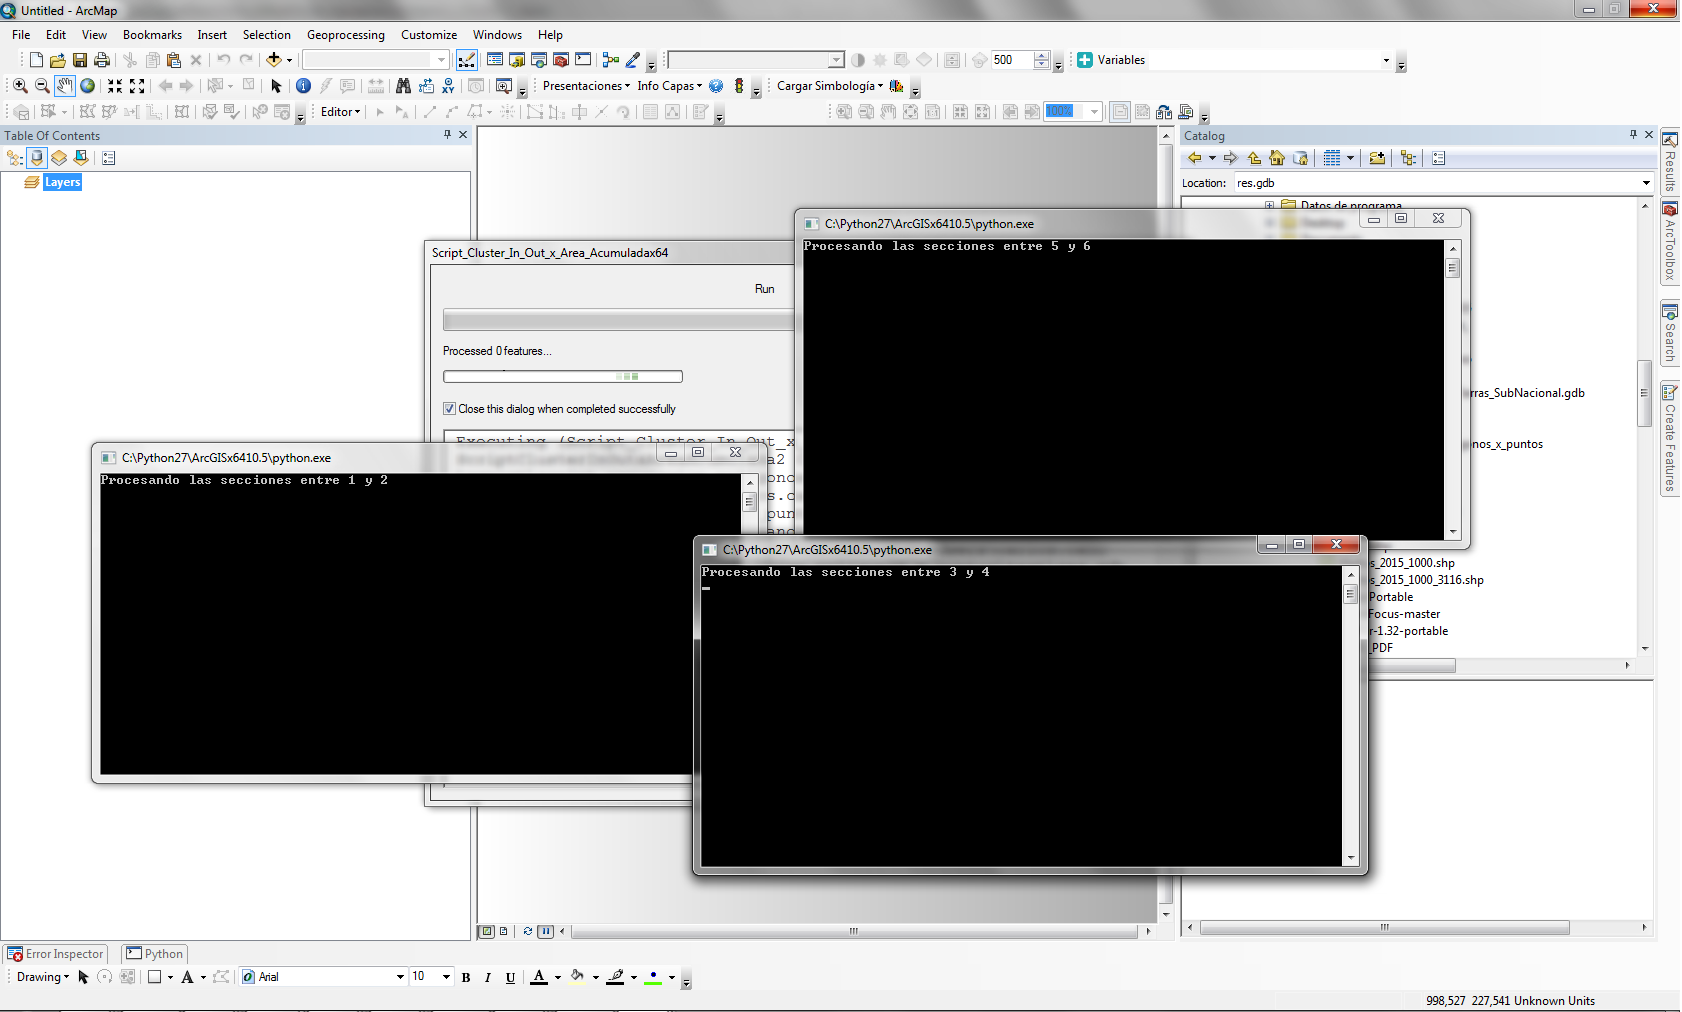 Untitled - ArcMap
File Edit View Bookmarks Insert Selection Geoprocessing Customize Windows Help
500 Variables
Presentaciones Info Capas Cargar Simbología
Editor 100%
Table Of Contents
Layers
Catalog
Location: res.gdb
Datos de programa
Desktop
Results
ArcToolbox
Search
Create Features
Script_Cluster_In_Out_x_Area_Acumuladax64
Run
Processed 0 features...
Close this dialog when completed successfully
Executing (Script_Cluster_In_Out_x
C:\Python27\ArcGISx6410.5\python.exe
Procesando las secciones entre 5 y 6
rras_SubNacional.gdb
nos_x_puntos
C:\Python27\ArcGISx6410.5\python.exe
Procesando las secciones entre 1 y 2
C:\Python27\ArcGISx6410.5\python.exe
Procesando las secciones entre 3 y 4
s_2015_1000.shp
s_2015_1000_3116.shp
Portable
Focus-master
r-1.32-portable
_PDF
Error Inspector Python
Drawing Arial 10 B I U A
998,527 227,541 Unknown Units